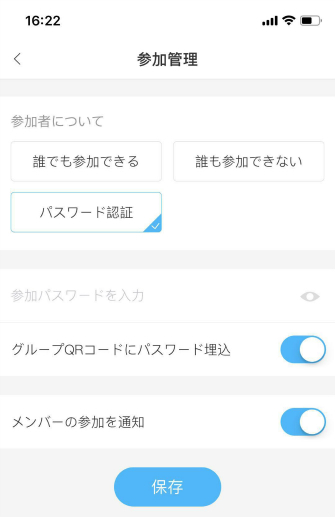 16:22
参加管理
参加者について
誰でも参加できる
誰も参加できない
パスワード認証
参加パスワードを入力
グループQRコードにパスワード埋込
メンバーの参加を通知
保存